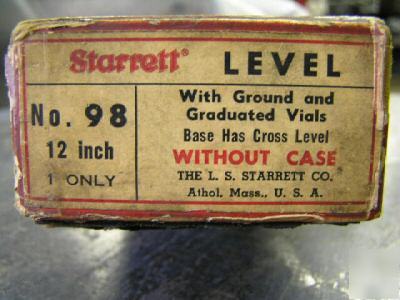 Starrett® LEVEL
No. 98
12 inch
1 ONLY
With Ground and
Graduated Vials
Base Has Cross Level
WITHOUT CASE
THE L. S. STARRETT CO.
Athol, Mass., U. S. A.